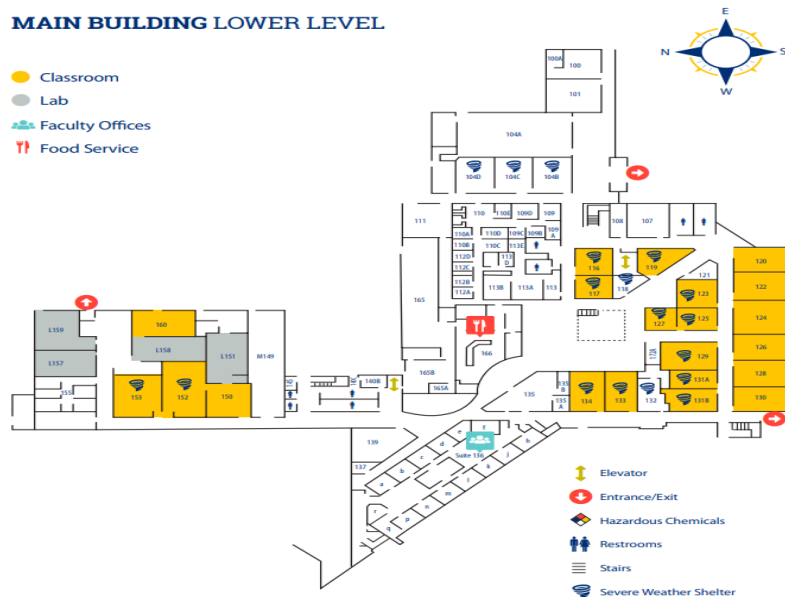 MAIN BUILDING LOWER LEVEL
E
N
S
W
Classroom
Lab
Faculty Offices
Food Service
100A
100
101
104A
104D
104C
104B
111
110
110E
109D
109
108
107
110A
110D
109C
109B
109
A
110B
110C
113E
112D
113
D
112C
112B
112A
113B
113A
113
116
119
118
121
117
123
127
125
120
122
124
126
128
130
165
166
165B
165A
L159
160
L158
L151
M149
L157
155
153
152
150
140B
112A
129
131A
131B
132
133
134
135
135
B
135
A
139
137
Suite 136
a
b
c
d
e
f
h
j
k
l
m
n
p
q
r
Elevator
Entrance/Exit
Hazardous Chemicals
Restrooms
Stairs
Severe Weather Shelter